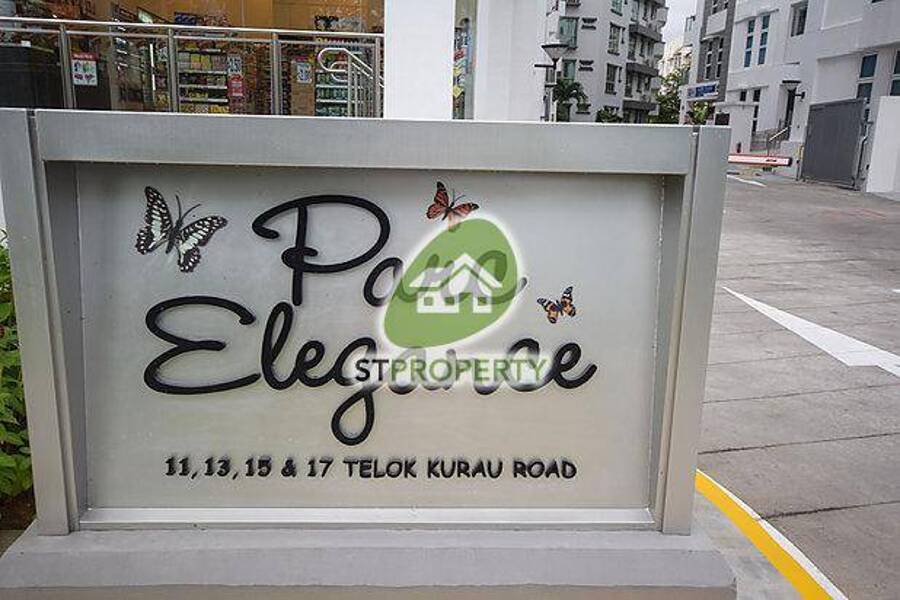 Parc
Elegance
STPROPERTY
11, 13, 15 & 17 TELOK KURAU ROAD